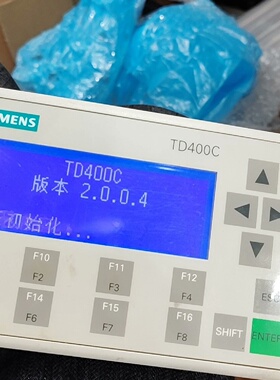 EMENS
TD400C
TD400C
版本 2.0.0.4
初始化...
F10
F2
F11
F3
F12
F4
ESC
F14
F6
F15
F7
F16
F8
SHIFT
ENTER